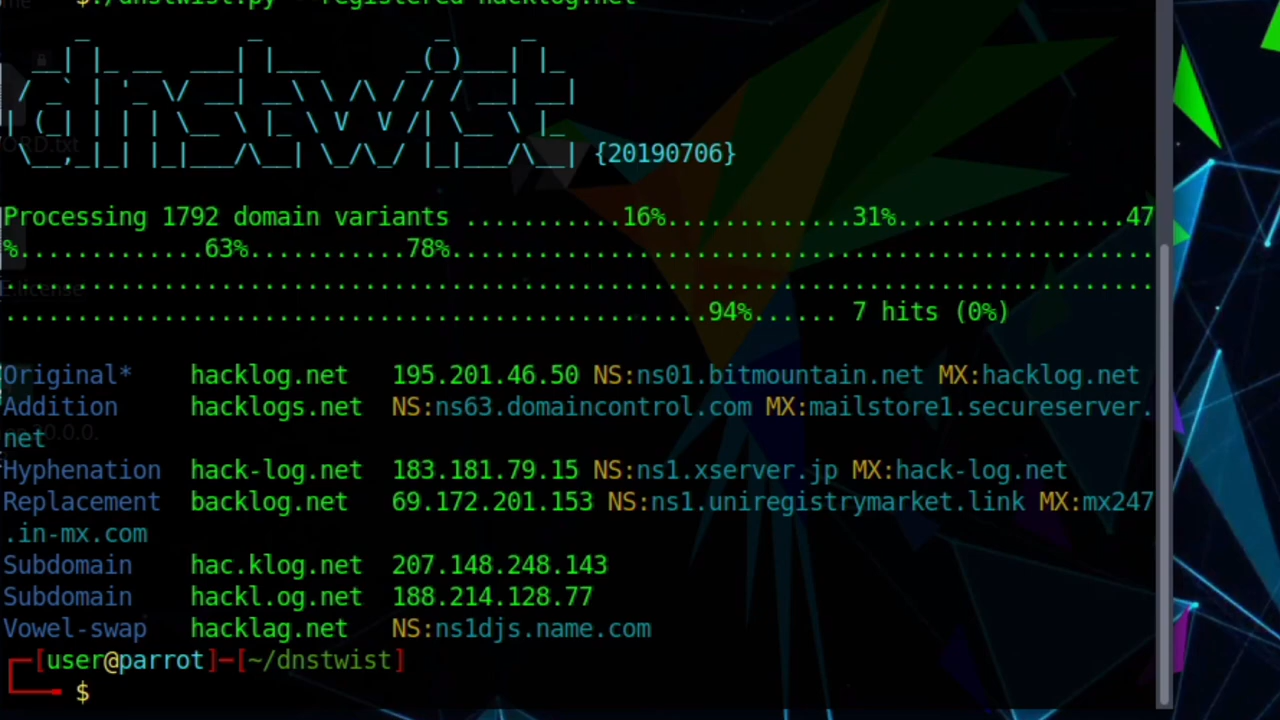 $./dnstwist.py --registered hacklog.net
{20190706}
Processing 1792 domain variants ...........16%.............31%................47
%.............63%...........78%.................................................
................................................................................
.................................................94%...... 7 hits (0%)
Original* hacklog.net 195.201.46.50 NS:ns01.bitmountain.net MX:hacklog.net
Addition hacklogs.net NS:ns63.domaincontrol.com MX:mailstore1.secureserver.
net
Hyphenation hack-log.net 183.181.79.15 NS:ns1.xserver.jp MX:hack-log.net
Replacement backlog.net 69.172.201.153 NS:ns1.uniregistrymarket.link MX:mx247
.in-mx.com
Subdomain hac.klog.net 207.148.248.143
Subdomain hackl.og.net 188.214.128.77
Vowel-swap hacklag.net NS:ns1djs.name.com
[user@parrot]─[~/dnstwist]
$